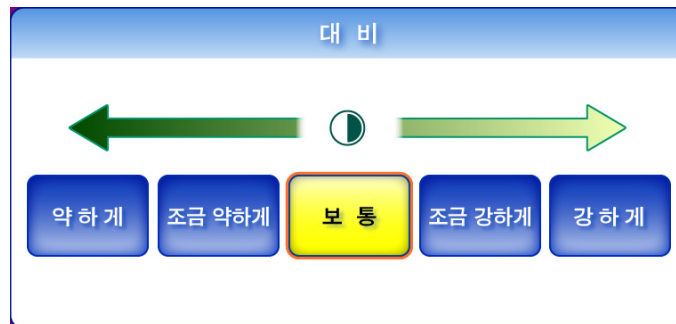 대 비
약 하 게 조금 약하게 보 통 조금 강하게 강 하 게